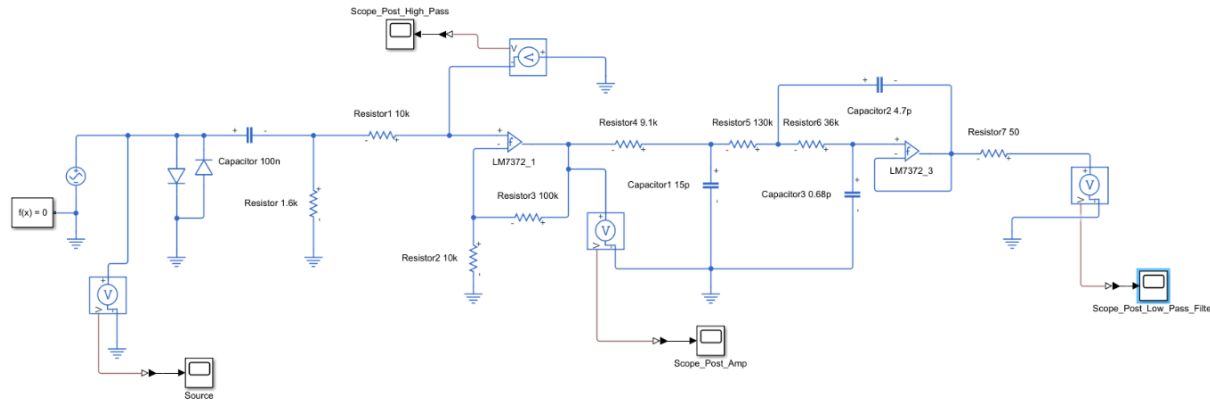 Scope_Post_High_Pass
V
V
Resistor1 10k
Capacitor 100n
Resistor 1.6k
f(x) = 0
LM7372_1
Resistor3 100k
Resistor2 10k
Resistor4 9.1k
Capacitor1 15p
Resistor5 130k
Resistor6 36k
Capacitor2 4.7p
Capacitor3 0.68p
LM7372_3
Resistor7 50
V
V
V
V
V
V
Source
Scope_Post_Amp
Scope_Post_Low_Pass_Filte